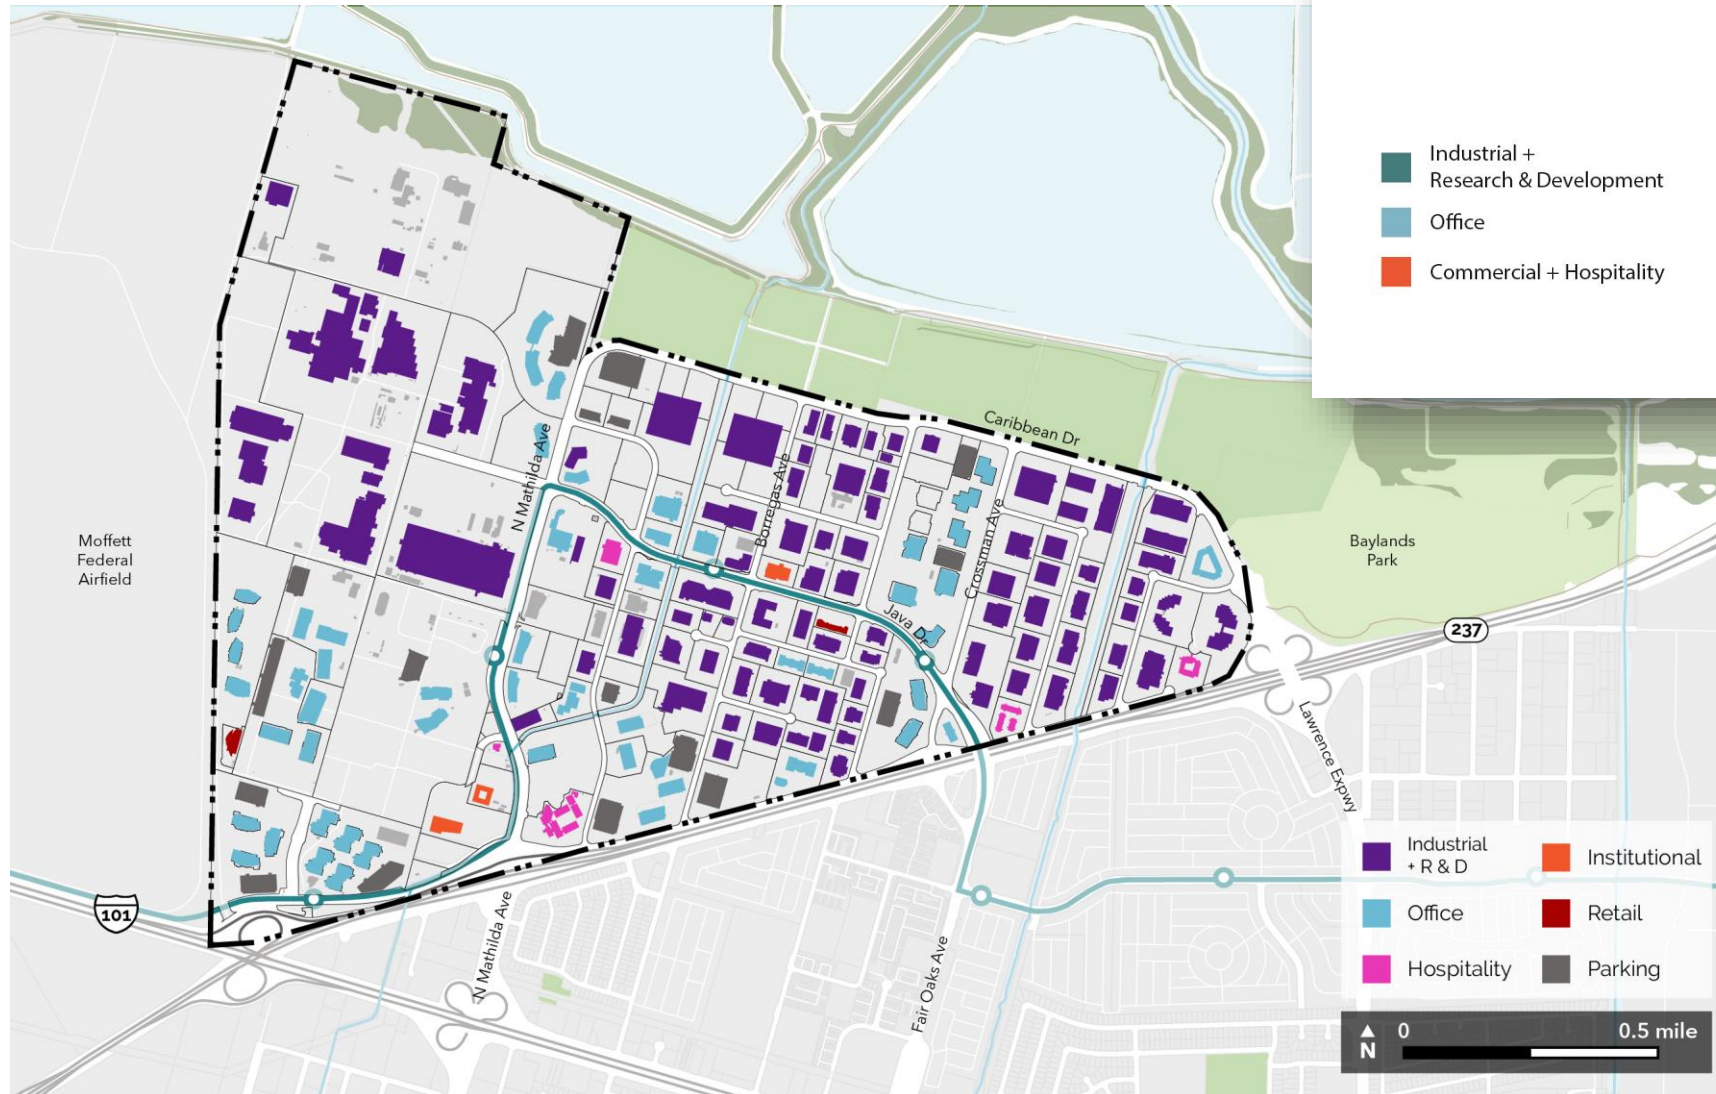 Industrial +
Research & Development
Office
Commercial + Hospitality
Caribbean Dr
N Mathilda Ave
Borregas Ave
Crossman Ave
Moffett
Federal
Airfield
Baylands
Park
Java Dr
237
Lawrence Expwy
101
N Mathilda Ave
Fair Oaks Ave
Industrial
+ R & D
Institutional
Office
Retail
Hospitality
Parking
N
0
0.5 mile